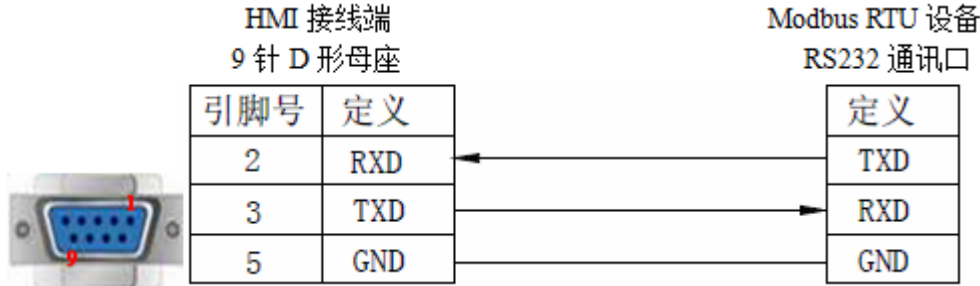 HMI 接线端
9 针 D 形母座
Modbus RTU 设备
RS232 通讯口
引脚号 定义 定义
2 RXD TXD
3 TXD RXD
5 GND GND
1
9